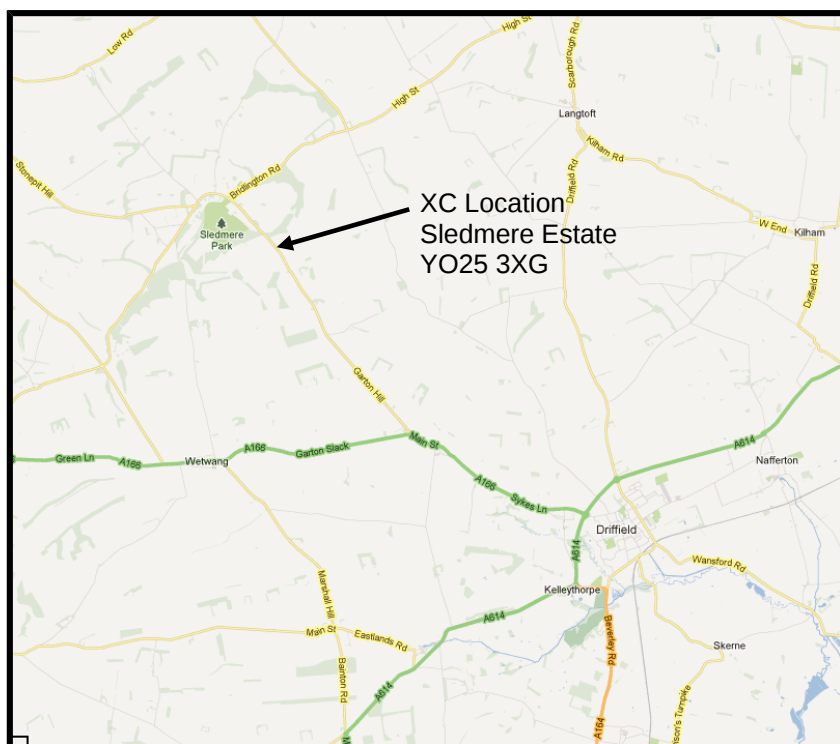 Low Rd
High St
Scarborough Rd
High St
Langtoft
Kilham Rd
Stonepit Hill
Bridlington Rd
Driffield Rd
XC Location
Sledmere Estate
YO25 3XG
Sledmere
Park
W End
Kilham
Driffield Rd
Garton Hill
Main St
A614
Green Ln
A166
Wetwang
A166
Garton Slack
Nafferton
A166
Sykes Ln
Driffield
A614
Wansford Rd
Marshall Hill
Kelleythorpe
A614
Main St
Eastlands Rd
Beverley Rd
Skerne
Bainton Rd
A614
A164